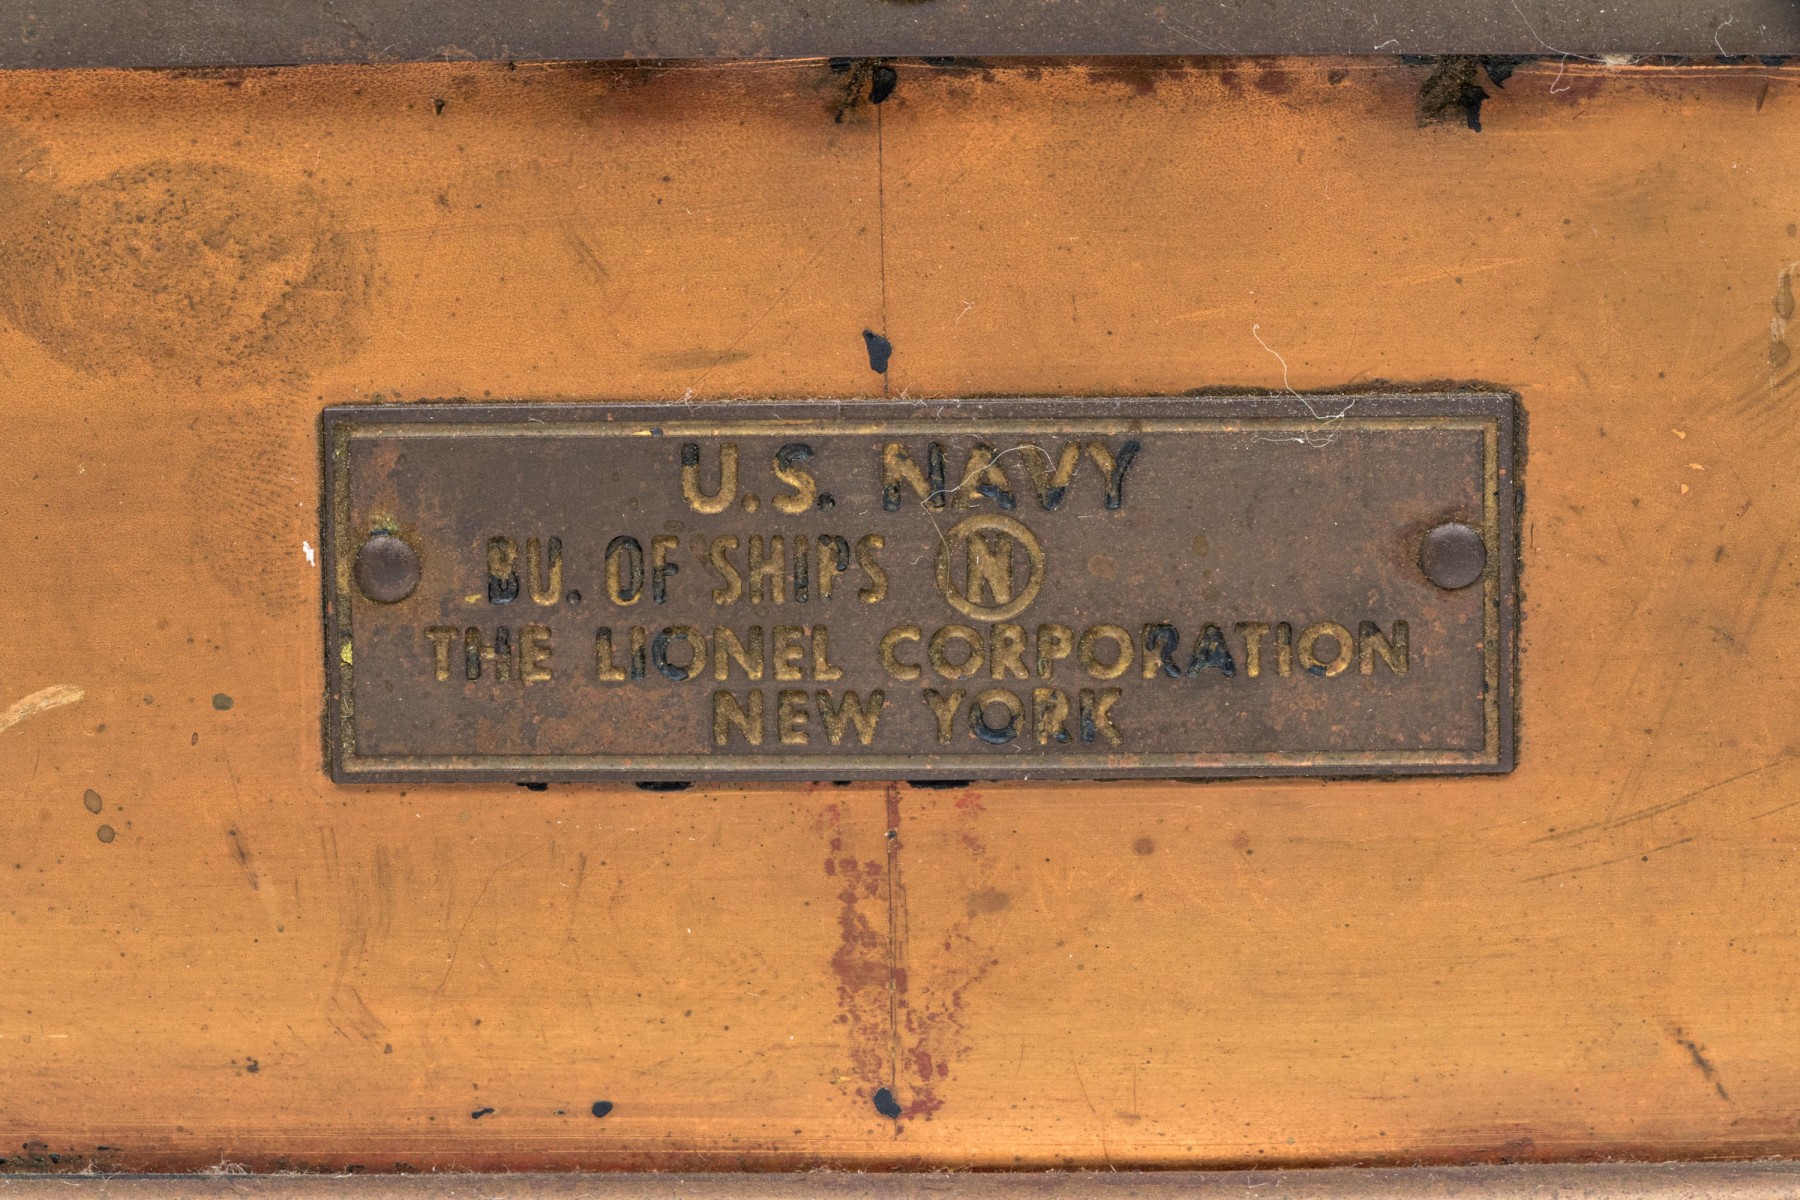 U.S. NAVY
BU. OF SHIPS N
THE LIONEL CORPORATION
NEW YORK